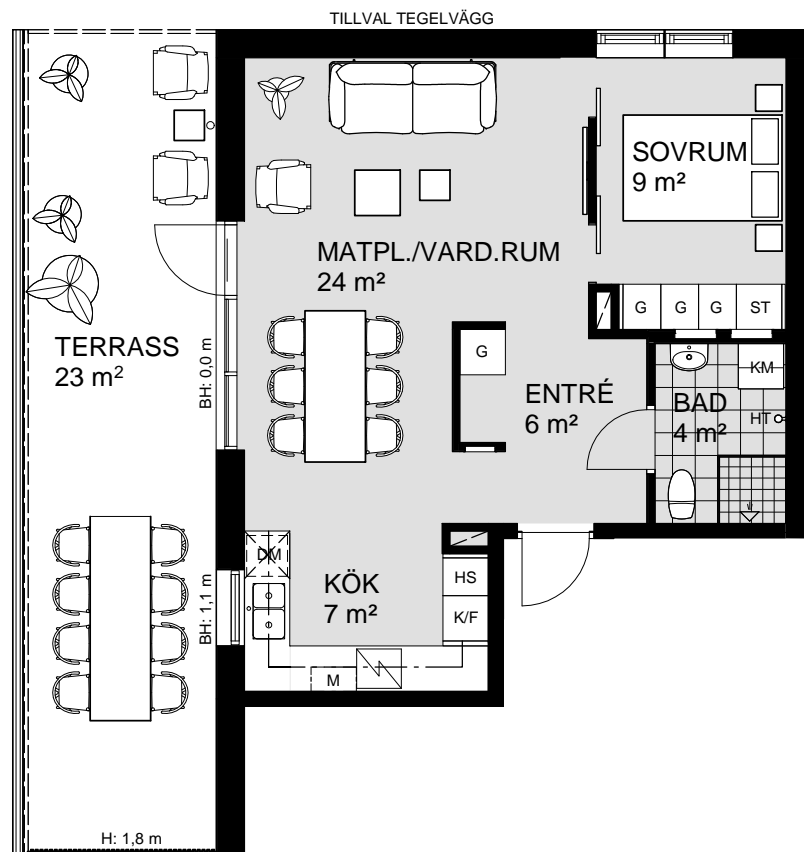 TILLVAL TEGELVÄGG
SOVRUM
9 m²
MATPL./VARD.RUM
24 m²
G
G
G
ST
TERRASS
23 m²
BH: 0,0 m
G
KM
ENTRÉ
6 m²
BAD
4 m²
HT
DM
KÖK
7 m²
HS
K/F
BH: 1,1 m
M
H: 1,8 m